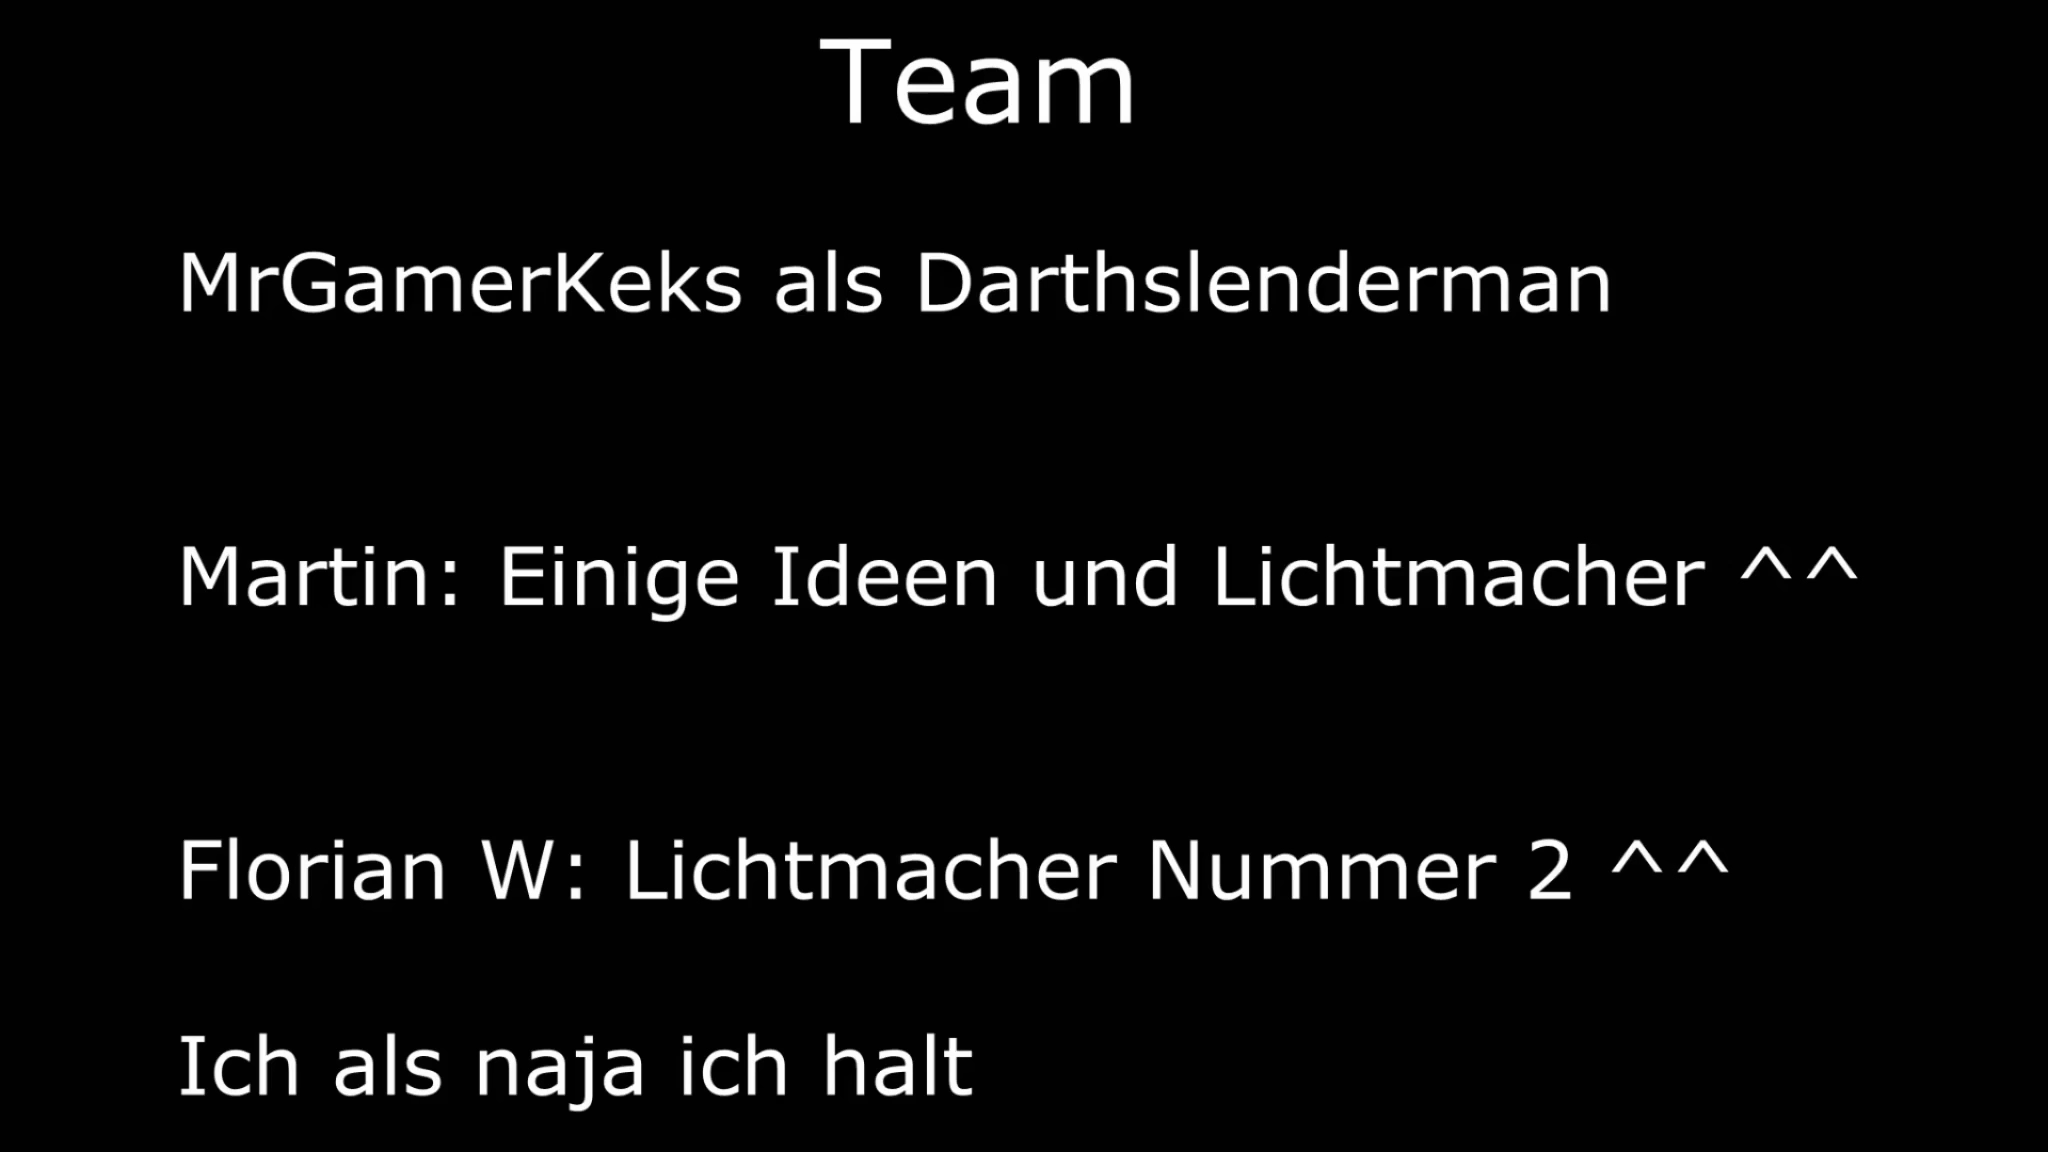 Team
MrGamerKeks als Darthslenderman
Martin: Einige Ideen und Lichtmacher ^^
Florian W: Lichtmacher Nummer 2 ^^
Ich als naja ich halt